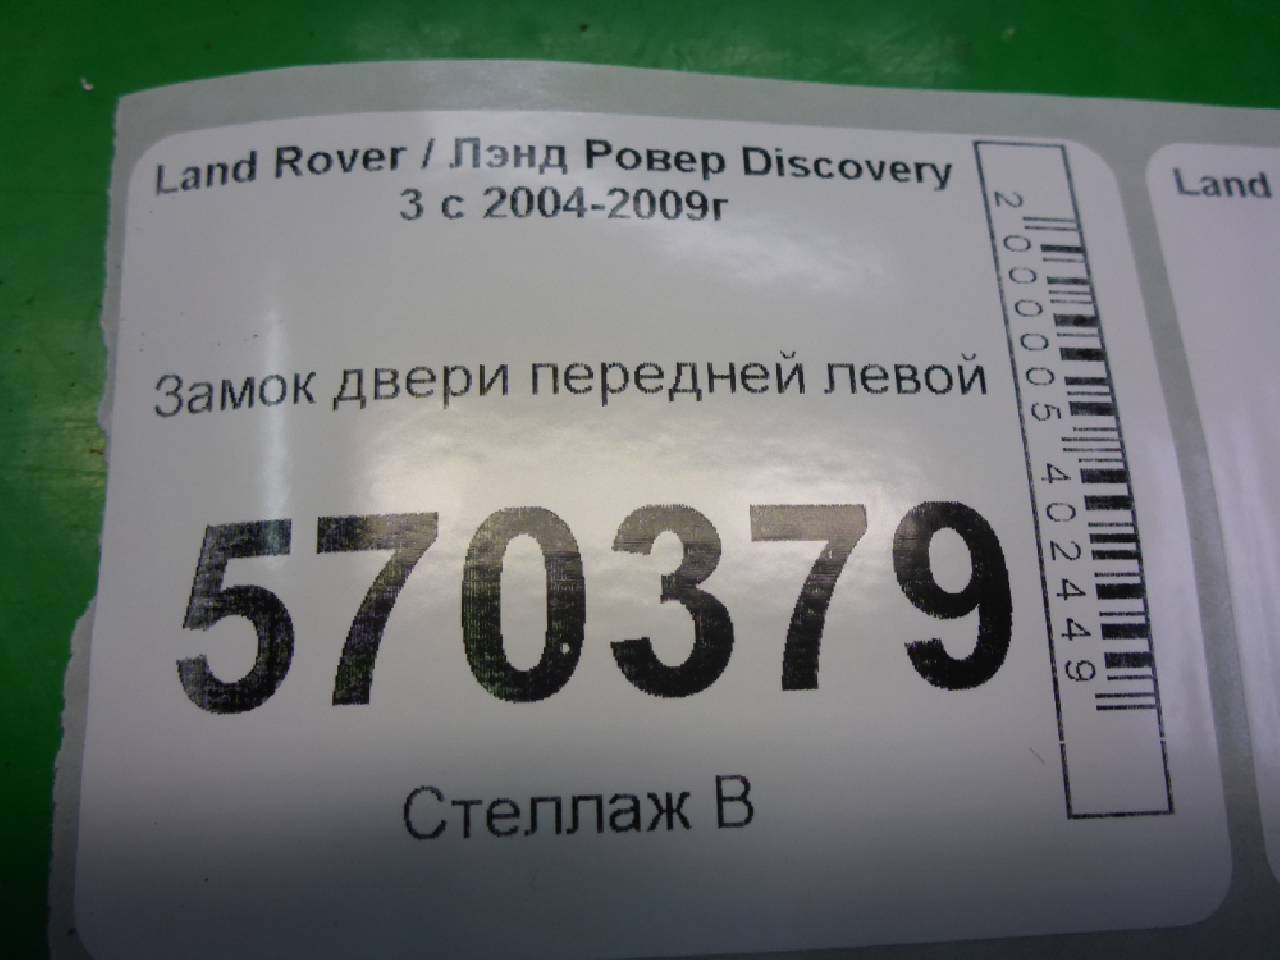 Land Rover / Лэнд Ровер Discovery
3 с 2004-2009г
Замок двери передней левой
570379
Стеллаж В
2000005402449
Land